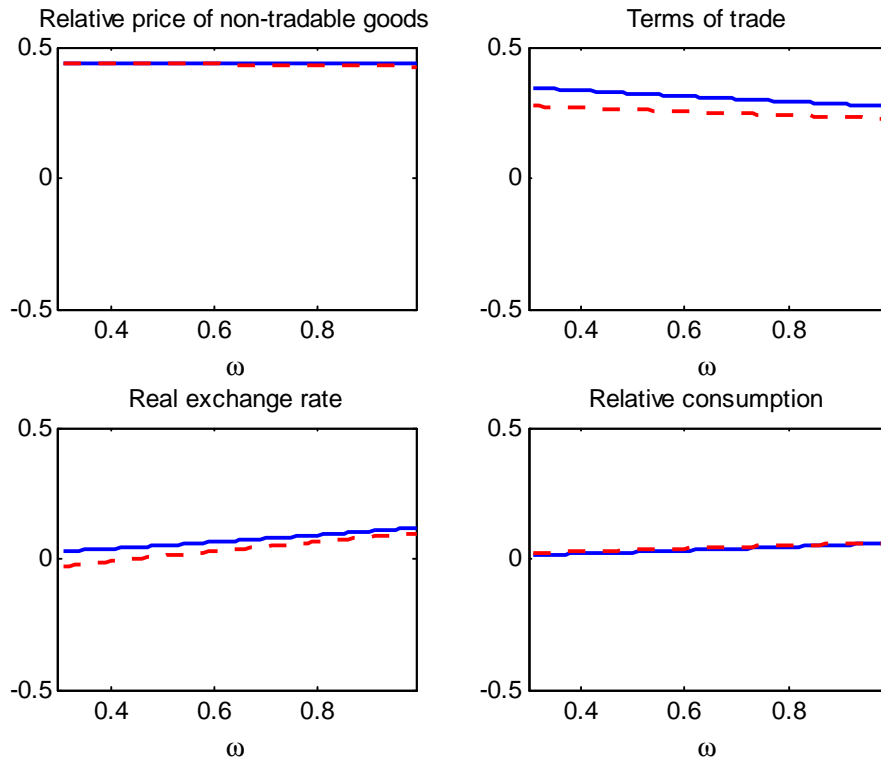 Relative price of non-tradable goods
0.5
0
-0.5
0.4 0.6 0.8
ω
Terms of trade
0.5
0
-0.5
0.4 0.6 0.8
ω
Real exchange rate
0.5
0
-0.5
0.4 0.6 0.8
ω
Relative consumption
0.5
0
-0.5
0.4 0.6 0.8
ω